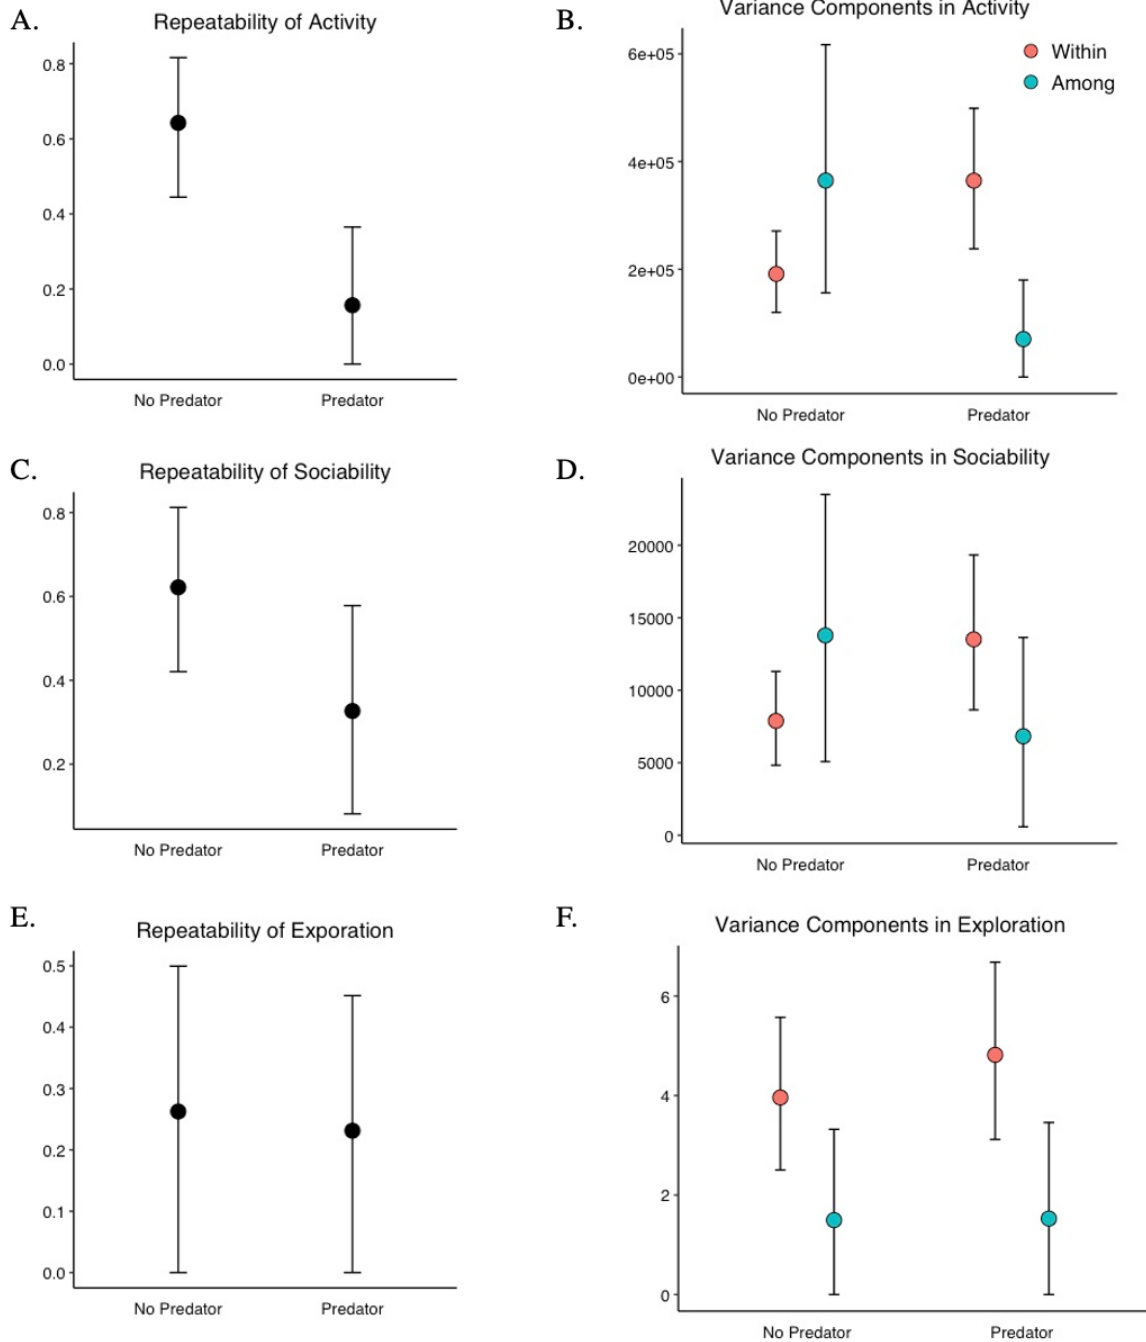 A.
Repeatability of Activity
0.8
0.6
0.4
0.2
0.0
No Predator Predator
B.
Variance Components in Activity
6e+05
4e+05
2e+05
0e+00
Within
Among
No Predator Predator
C.
Repeatability of Sociability
0.8
0.6
0.4
0.2
No Predator Predator
D.
Variance Components in Sociability
20000
15000
10000
5000
0
No Predator Predator
E.
Repeatability of Exporation
0.5
0.4
0.3
0.2
0.1
0.0
No Predator Predator
F.
Variance Components in Exploration
6
4
2
0
No Predator Predator